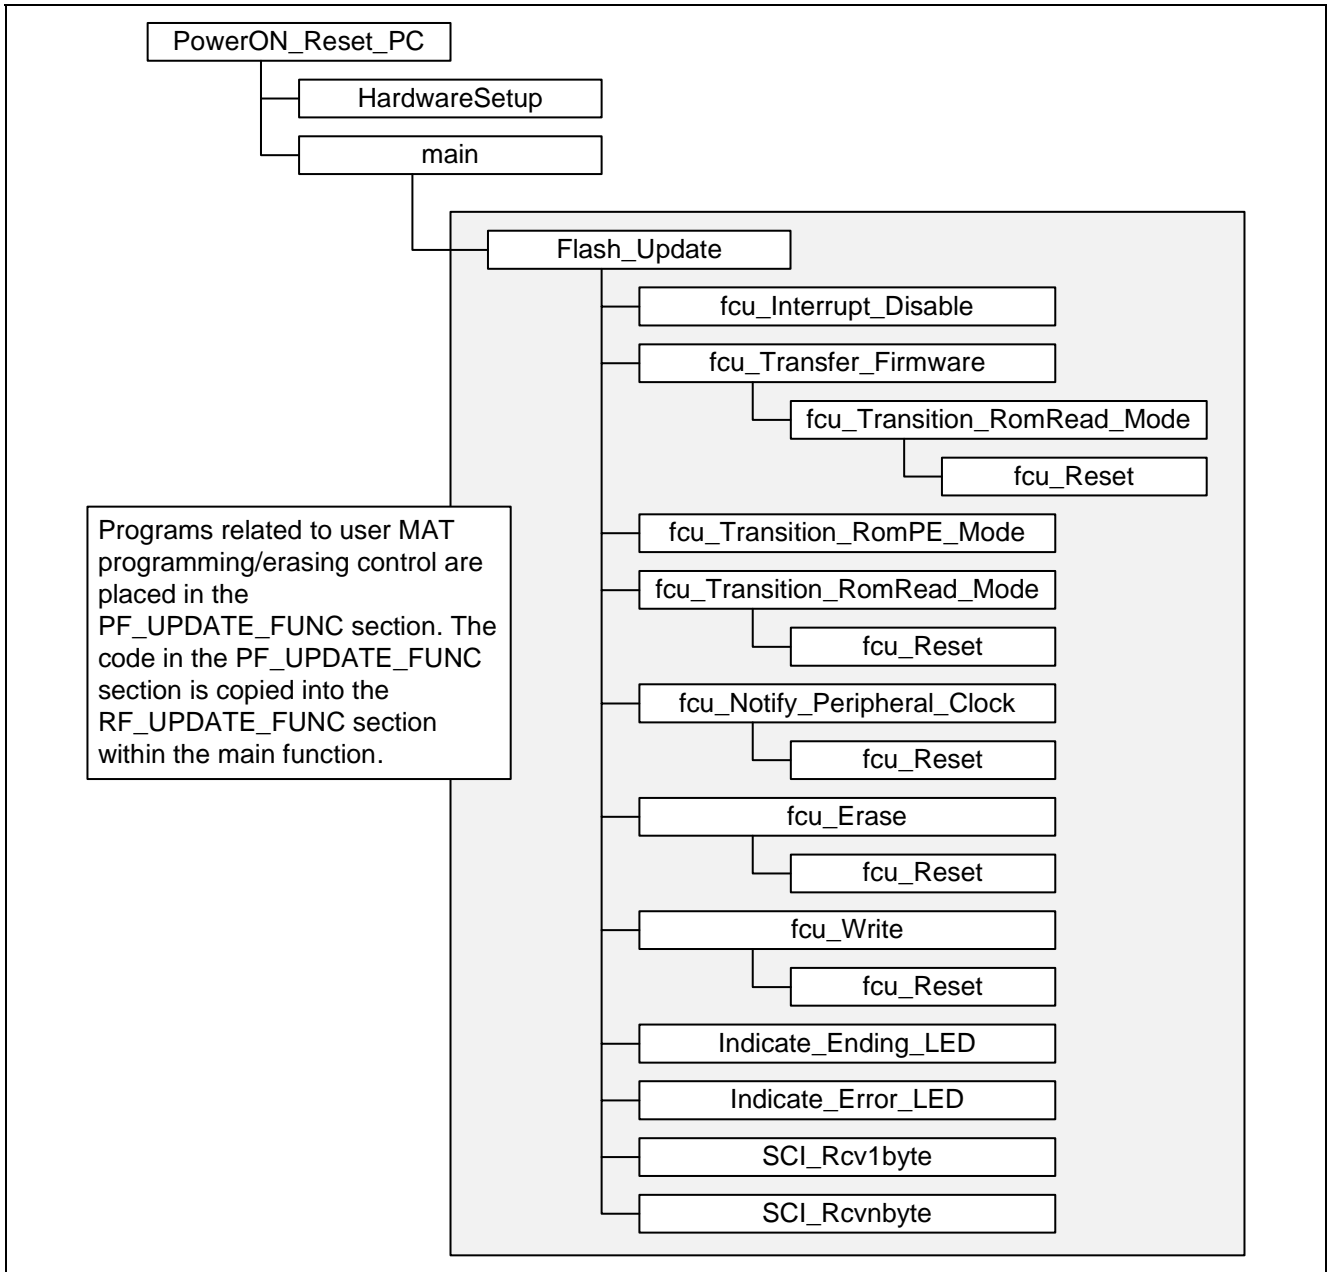 PowerON_Reset_PC
HardwareSetup
main
Flash_Update
fcu_Interrupt_Disable
fcu_Transfer_Firmware
fcu_Transition_RomRead_Mode
fcu_Reset
Programs related to user MAT
programming/erasing control are
placed in the
PF_UPDATE_FUNC section. The
code in the PF_UPDATE_FUNC
section is copied into the
RF_UPDATE_FUNC section
within the main function.
fcu_Transition_RomPE_Mode
fcu_Transition_RomRead_Mode
fcu_Reset
fcu_Notify_Peripheral_Clock
fcu_Reset
fcu_Erase
fcu_Reset
fcu_Write
fcu_Reset
Indicate_Ending_LED
Indicate_Error_LED
SCI_Rcv1byte
SCI_Rcvnbyte